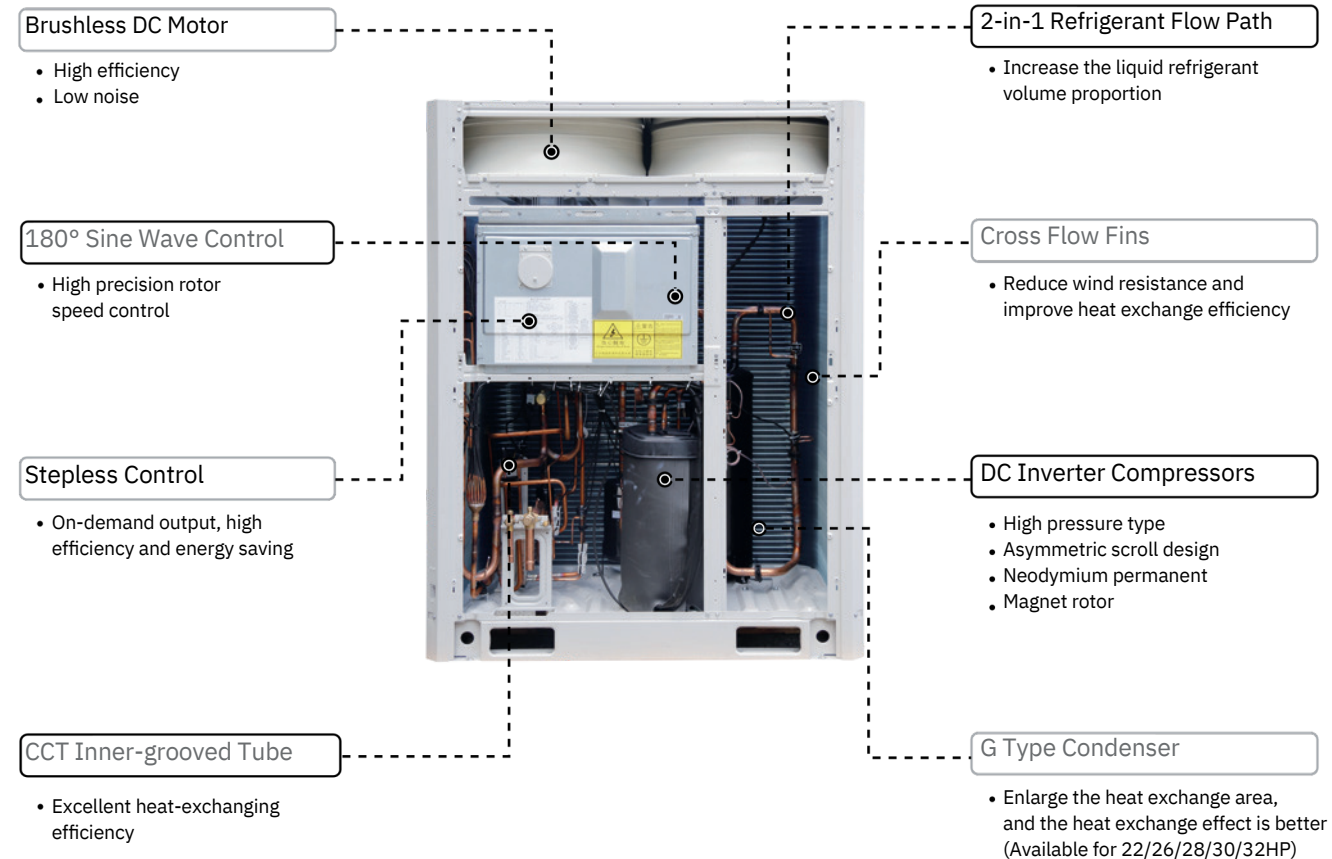 Brushless DC Motor
• High efficiency
• Low noise
180° Sine Wave Control
• High precision rotor
speed control
Stepless Control
• On-demand output, high
efficiency and energy saving
CCT Inner-grooved Tube
• Excellent heat-exchanging
efficiency
2-in-1 Refrigerant Flow Path
• Increase the liquid refrigerant
volume proportion
Cross Flow Fins
• Reduce wind resistance and
improve heat exchange efficiency
DC Inverter Compressors
• High pressure type
• Asymmetric scroll design
• Neodymium permanent
• Magnet rotor
G Type Condenser
• Enlarge the heat exchange area,
and the heat exchange effect is better
(Available for 22/26/28/30/32HP)